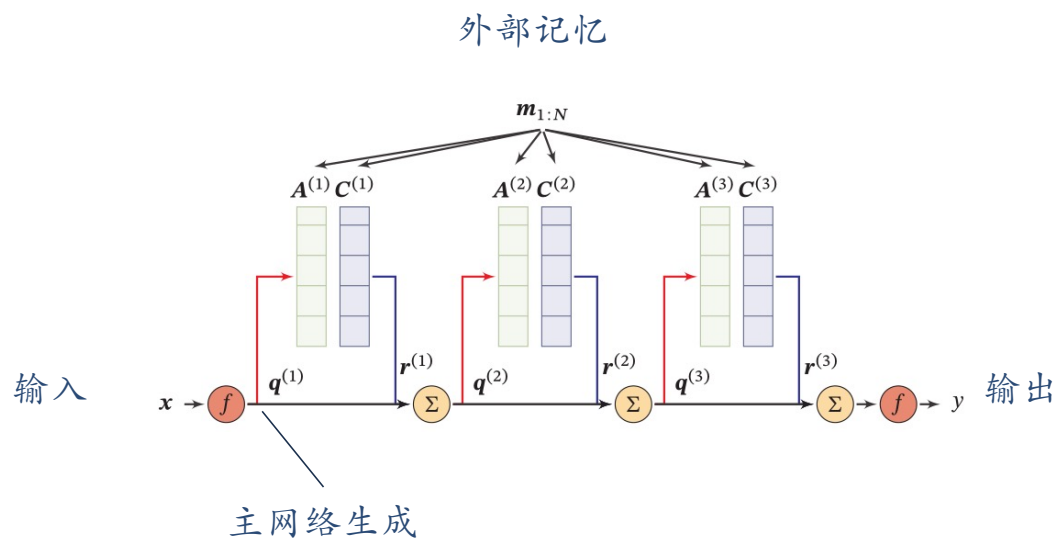 外部记忆
m₁:N
A⁽¹⁾ C⁽¹⁾ A⁽²⁾ C⁽²⁾ A⁽³⁾ C⁽³⁾
q⁽¹⁾ r⁽¹⁾ q⁽²⁾ r⁽²⁾ q⁽³⁾ r⁽³⁾
输入 x f Σ Σ Σ f y 输出
主网络生成